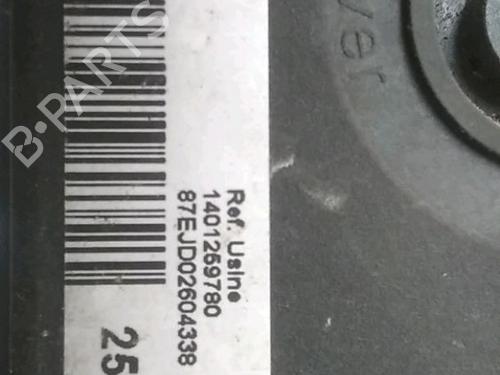 Ref. Usine
1401259780
87EJD02604338
25
ver
B-PARTS